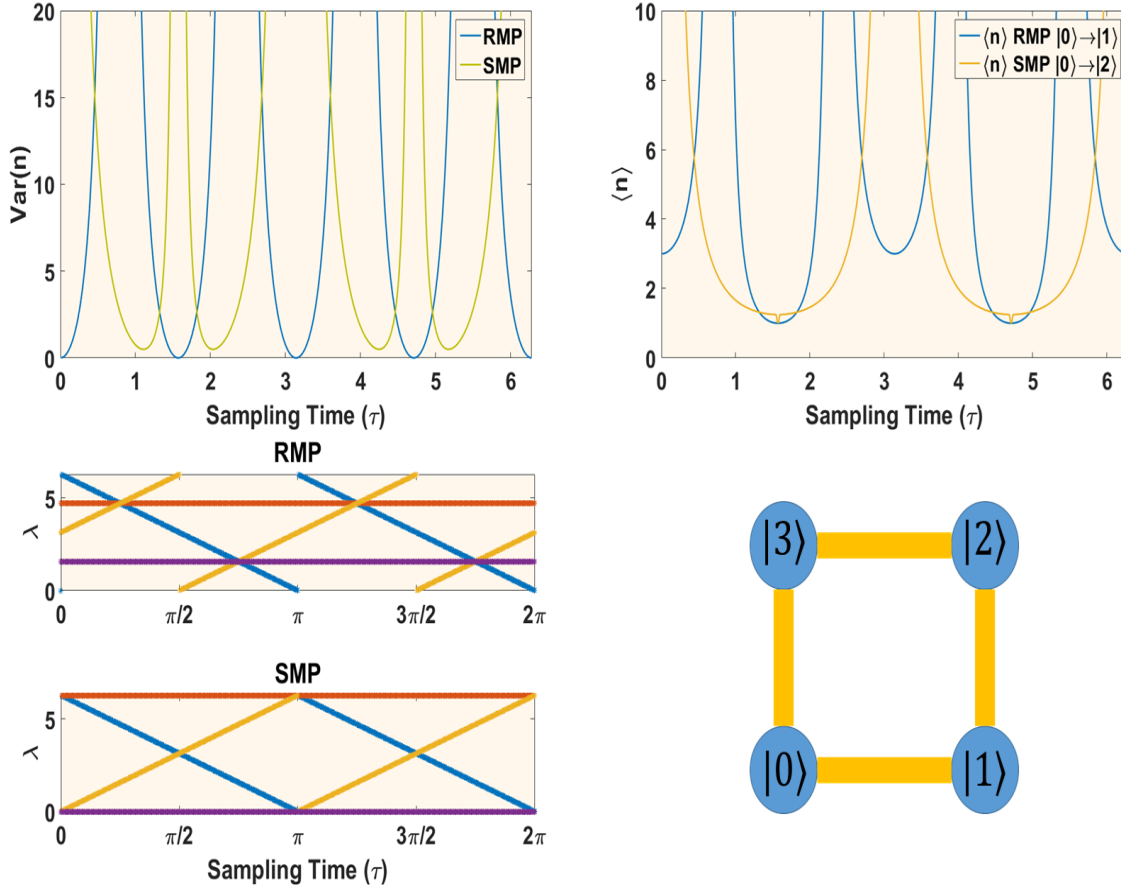 20
15
10
5
0
Var(n)
RMP
SMP
0 1 2 3 4 5 6
Sampling Time (τ)
10
8
6
4
2
0
⟨n⟩
⟨n⟩ RMP |0⟩→|1⟩
⟨n⟩ SMP |0⟩→|2⟩
0 1 2 3 4 5 6
Sampling Time (τ)
RMP
5
0
λ
0 π/2 π 3π/2 2π
SMP
5
0
λ
0 π/2 π 3π/2 2π
Sampling Time (τ)
|3⟩ |2⟩
|0⟩ |1⟩